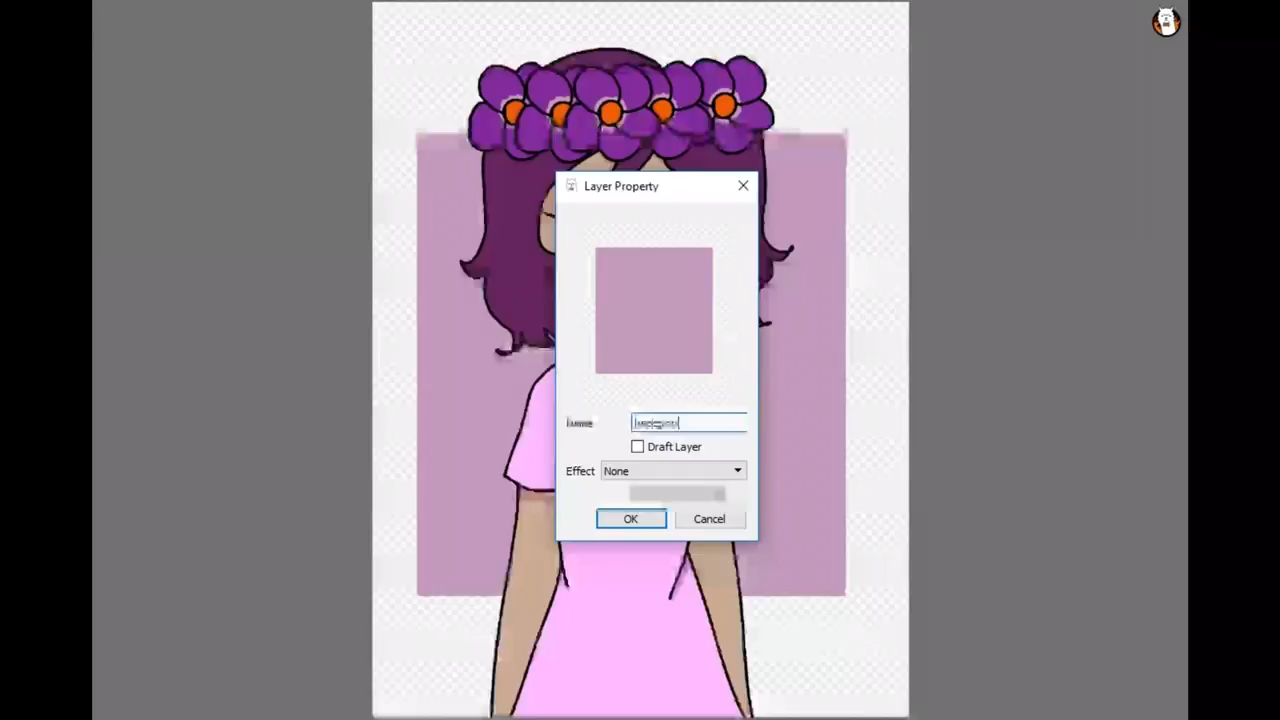 Layer Property
Draft Layer
Effect
None
OK
Cancel